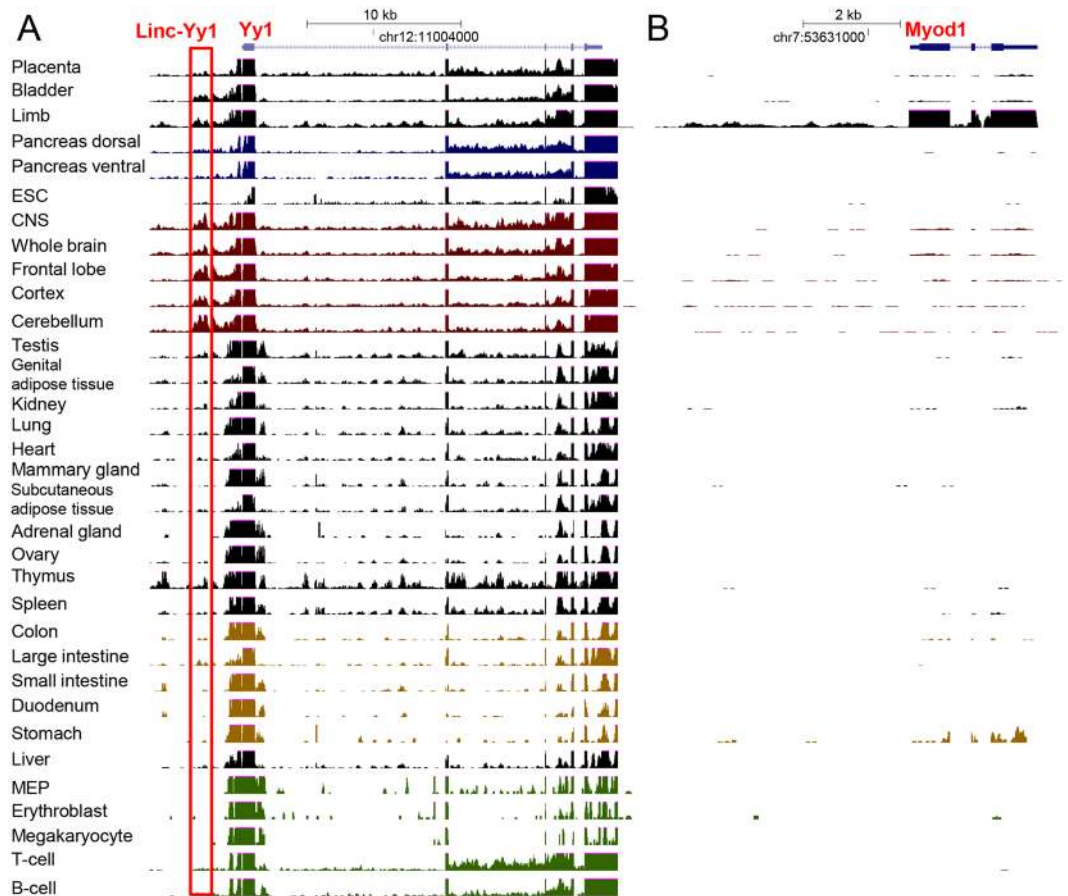 A
Linc-Yy1
Yy1
10 kb
chr12:11004000
B
2 kb
chr7:53631000
Myod1
Placenta
Bladder
Limb
Pancreas dorsal
Pancreas ventral
ESC
CNS
Whole brain
Frontal lobe
Cortex
Cerebellum
Testis
Genital
adipose tissue
Kidney
Lung
Heart
Mammary gland
Subcutaneous
adipose tissue
Adrenal gland
Ovary
Thymus
Spleen
Colon
Large intestine
Small intestine
Duodenum
Stomach
Liver
MEP
Erythroblast
Megakaryocyte
T-cell
B-cell